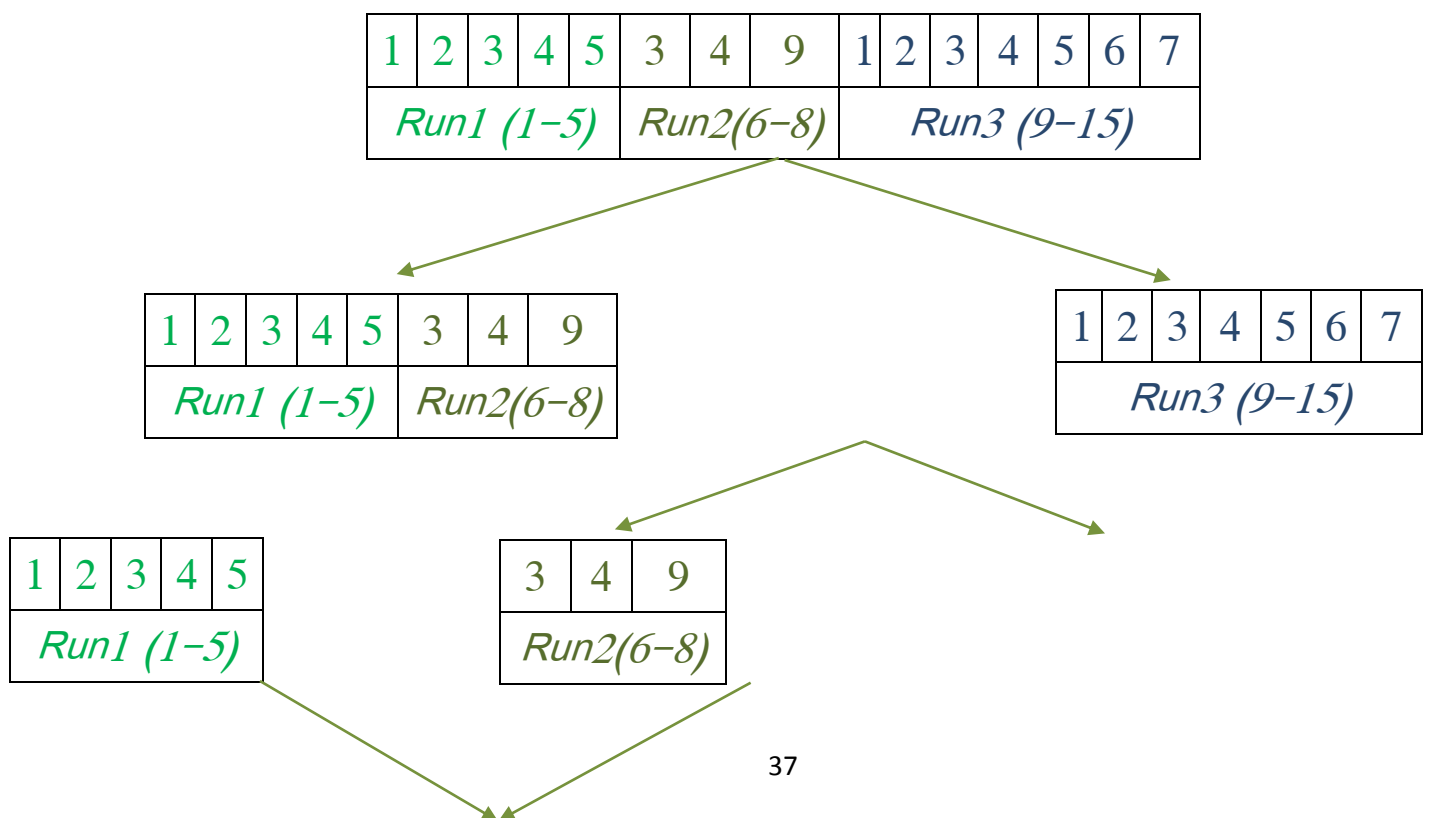 1 2 3 4 5 3 4 9 1 2 3 4 5 6 7
Run1 (1-5) Run2(6-8) Run3 (9-15)
1 2 3 4 5 3 4 9
Run1 (1-5) Run2(6-8)
1 2 3 4 5 6 7
Run3 (9-15)
1 2 3 4 5
Run1 (1-5)
3 4 9
Run2(6-8)
37